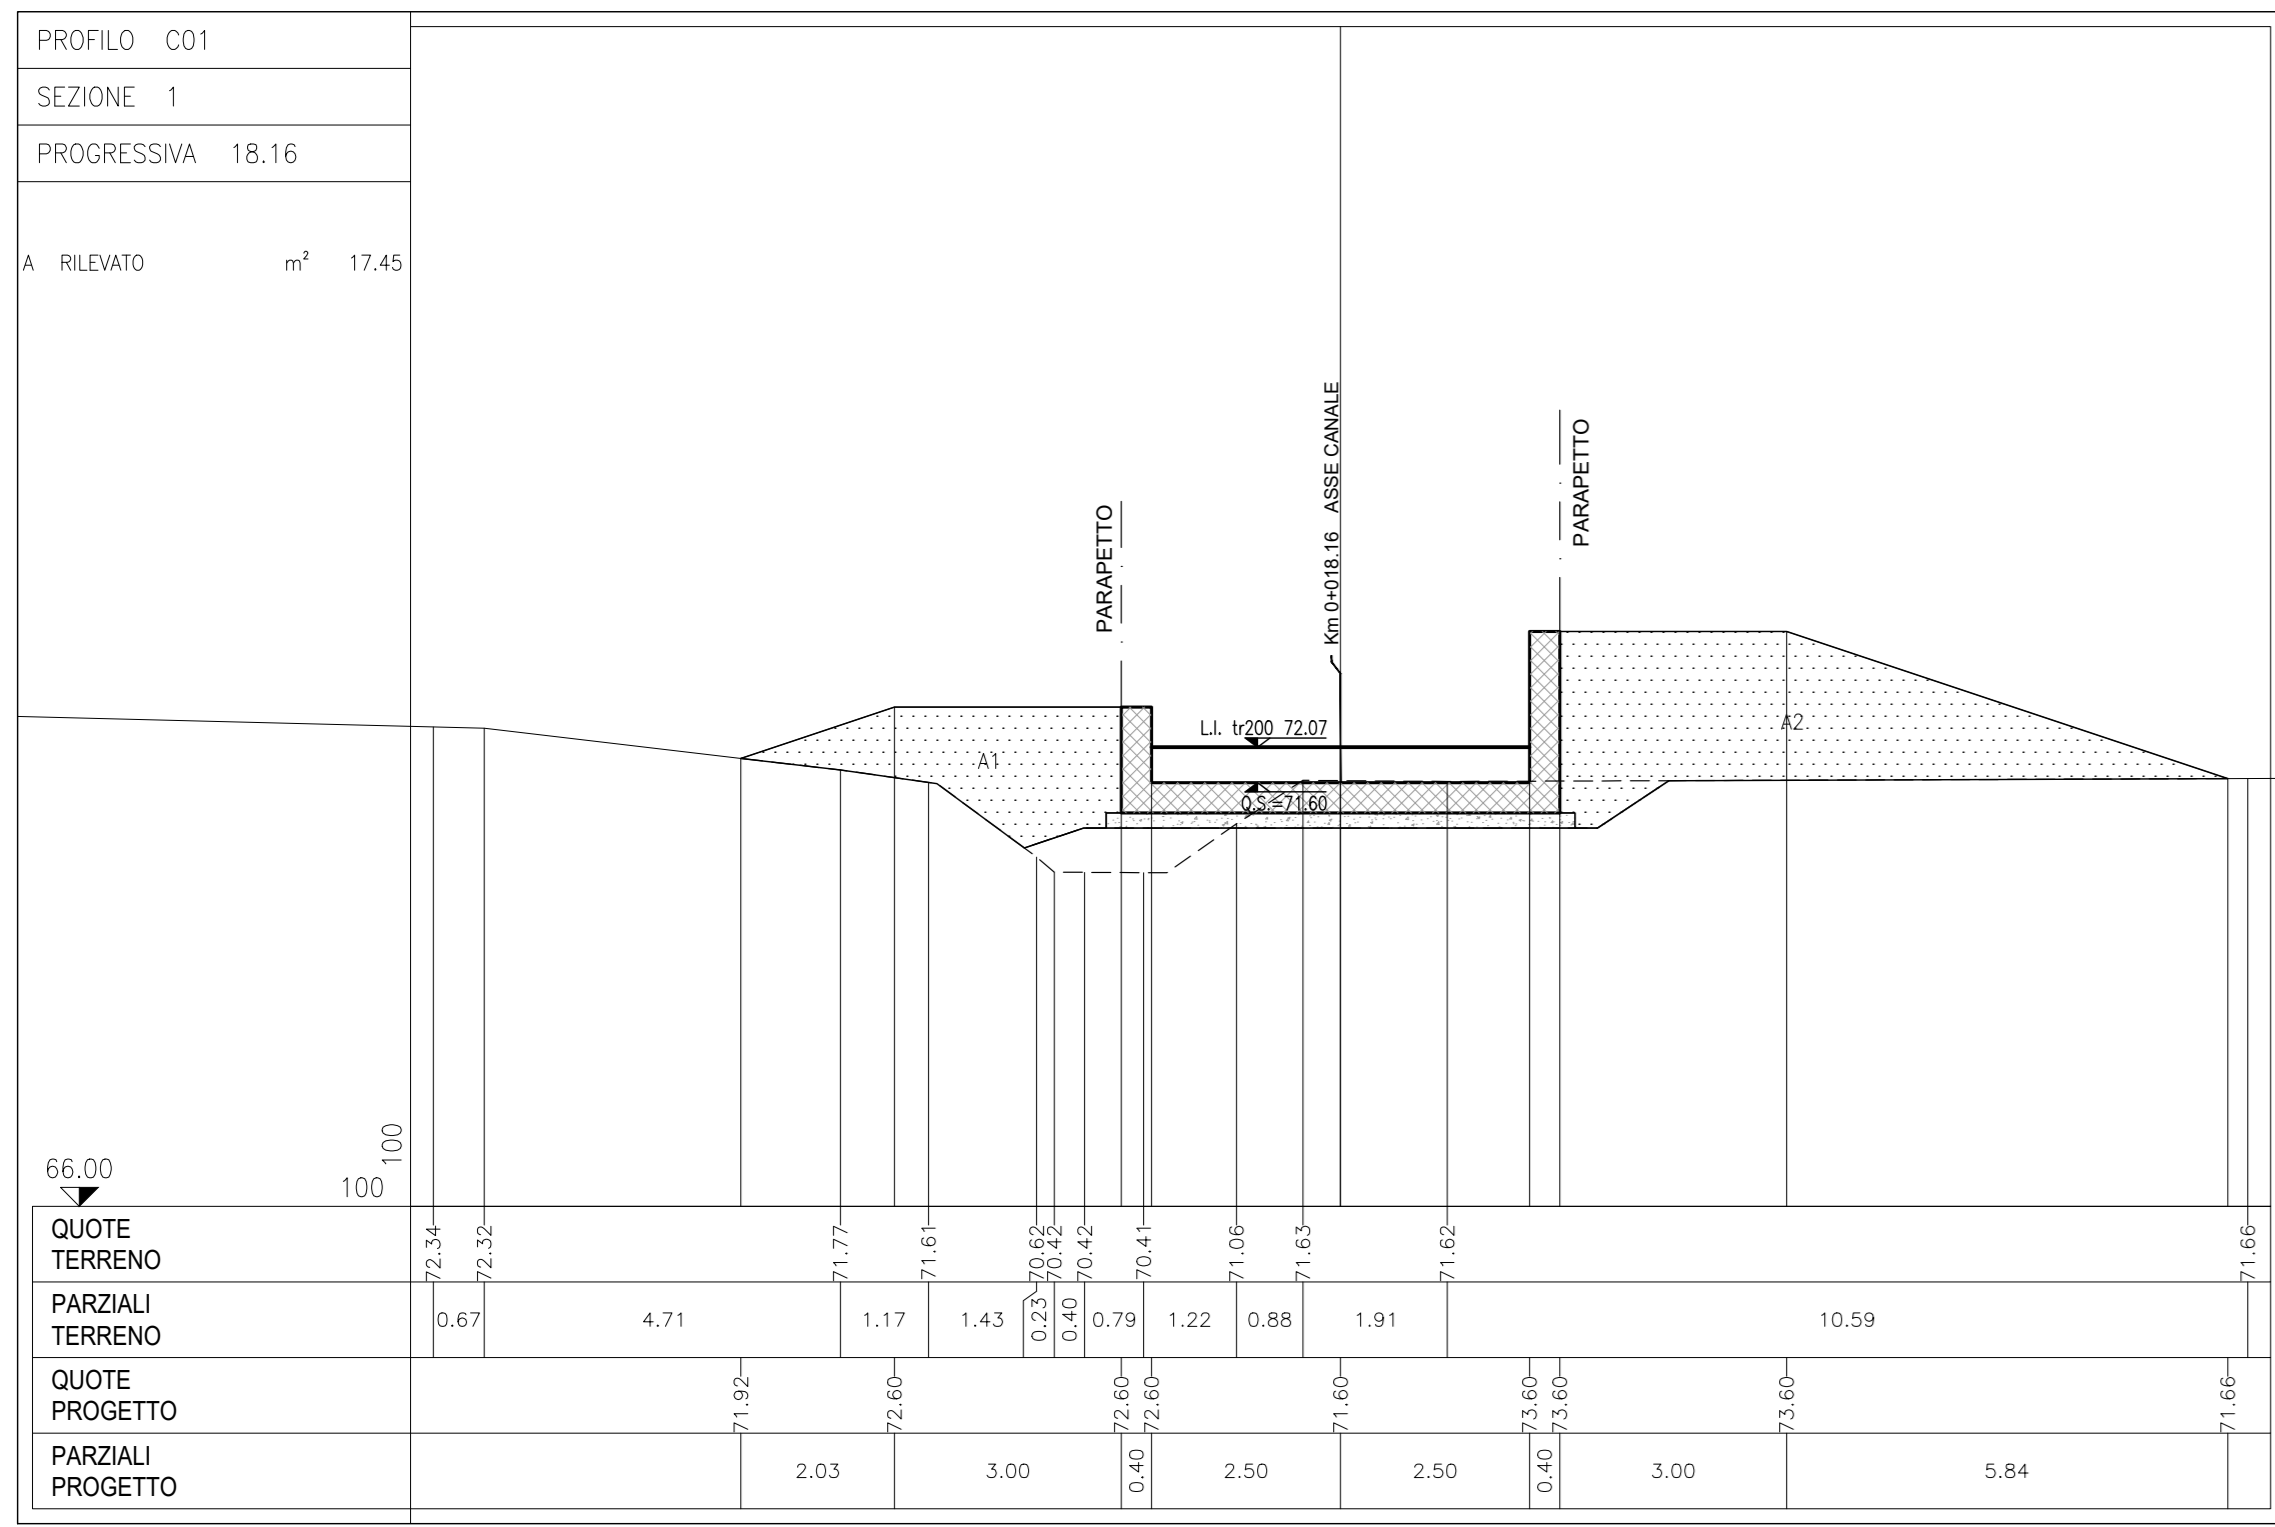 PROFILO C01
SEZIONE 1
PROGRESSIVA 18.16
A RILEVATO m² 17.45
Km 0+018.16 ASSE CANALE
PARAPETTO
PARAPETTO
L.I. tr200 72.07
A1
A2
Q.S.=71.60
100
66.00
100
QUOTE
TERRENO
72.34 72.32 71.77 71.61 70.62 70.42 70.42 70.41 71.06 71.63 71.62 71.66
PARZIALI
TERRENO
0.67 4.71 1.17 1.43 0.23 0.40 0.79 1.22 0.88 1.91 10.59
QUOTE
PROGETTO
71.92 72.60 72.60 72.60 71.60 73.60 73.60 73.60 71.66
PARZIALI
PROGETTO
2.03 3.00 0.40 2.50 2.50 0.40 3.00 5.84